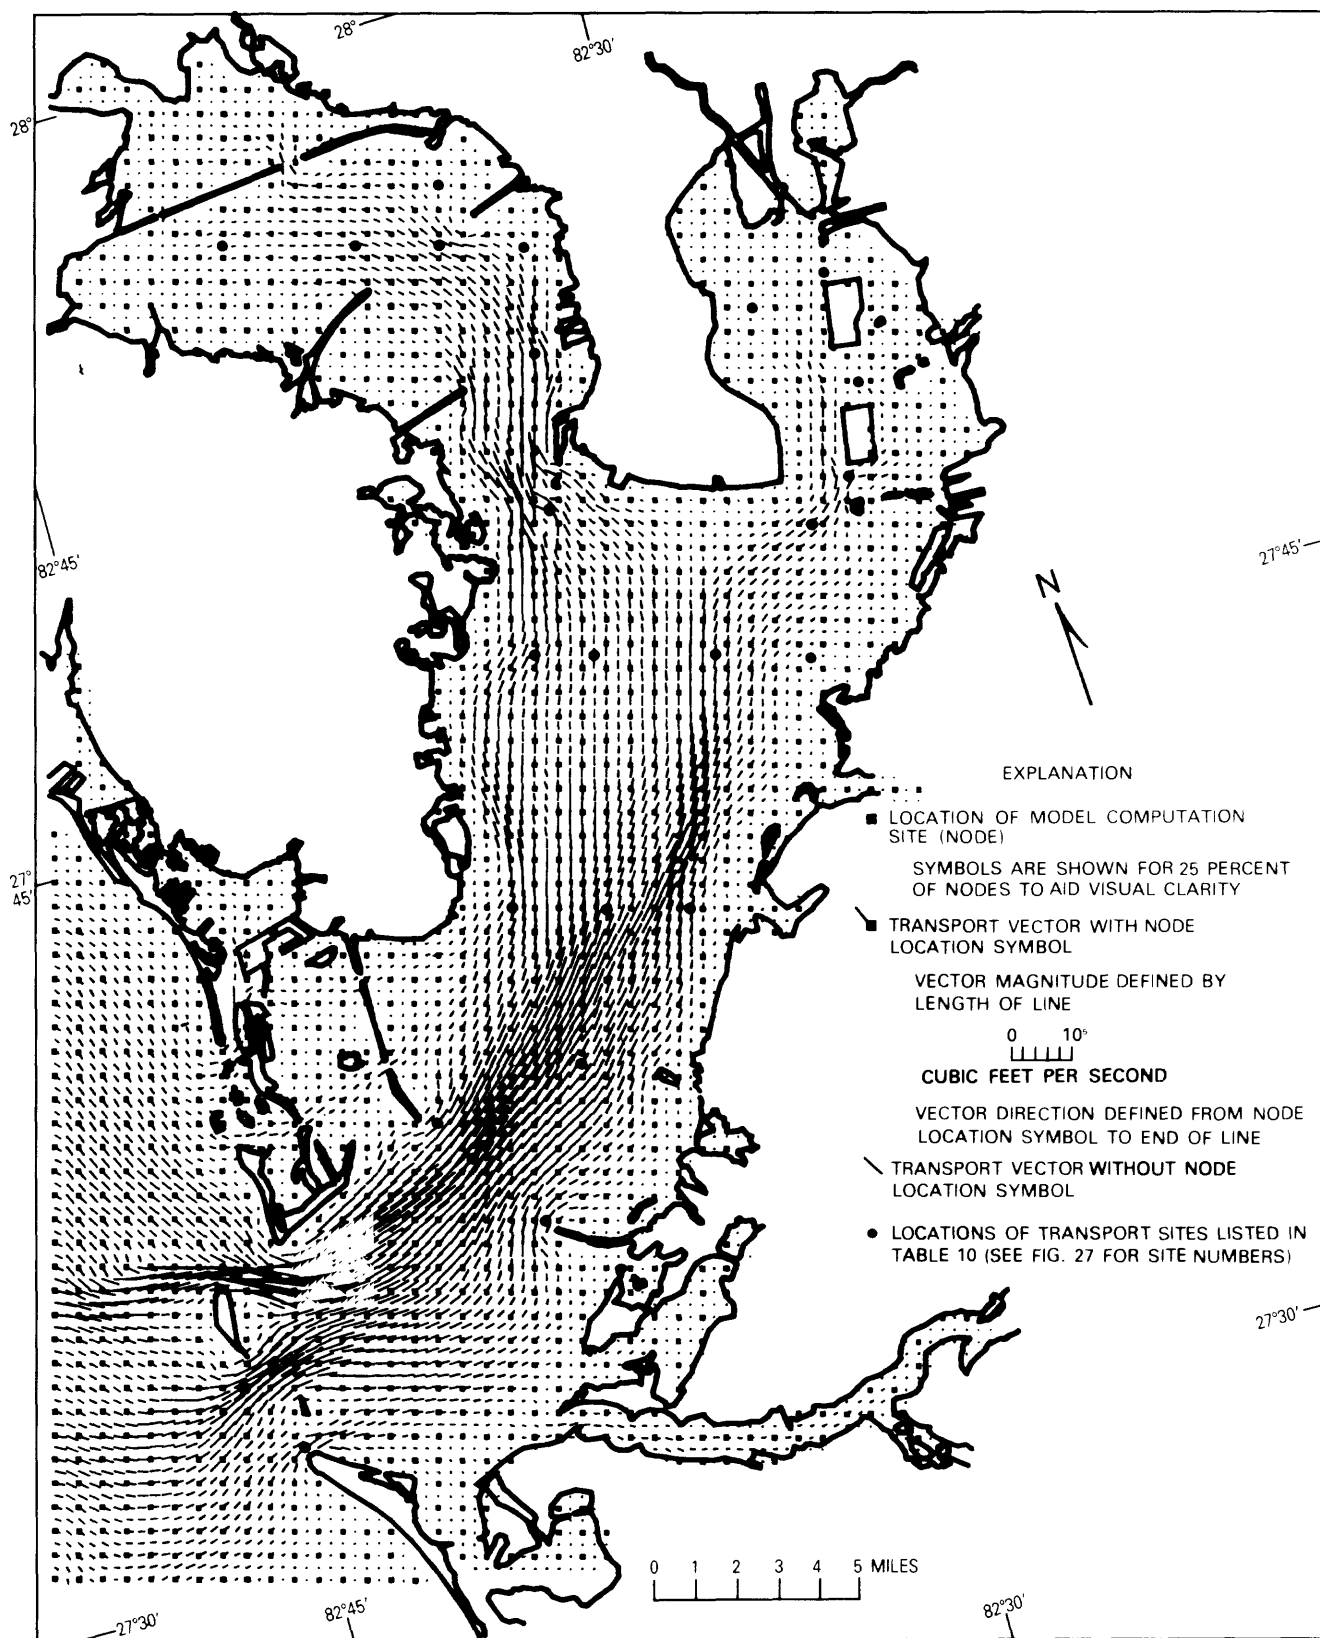 28°
82°30'
28°
82°45'
27°45'
N
27°
45'
EXPLANATION
LOCATION OF MODEL COMPUTATION
SITE (NODE)
SYMBOLS ARE SHOWN FOR 25 PERCENT
OF NODES TO AID VISUAL CLARITY
TRANSPORT VECTOR WITH NODE
LOCATION SYMBOL
VECTOR MAGNITUDE DEFINED BY
LENGTH OF LINE
0 10⁵
CUBIC FEET PER SECOND
VECTOR DIRECTION DEFINED FROM NODE
LOCATION SYMBOL TO END OF LINE
TRANSPORT VECTOR WITHOUT NODE
LOCATION SYMBOL
LOCATIONS OF TRANSPORT SITES LISTED IN
TABLE 10 (SEE FIG. 27 FOR SITE NUMBERS)
27°30'
0 1 2 3 4 5 MILES
27°30'
82°45'
82°30'